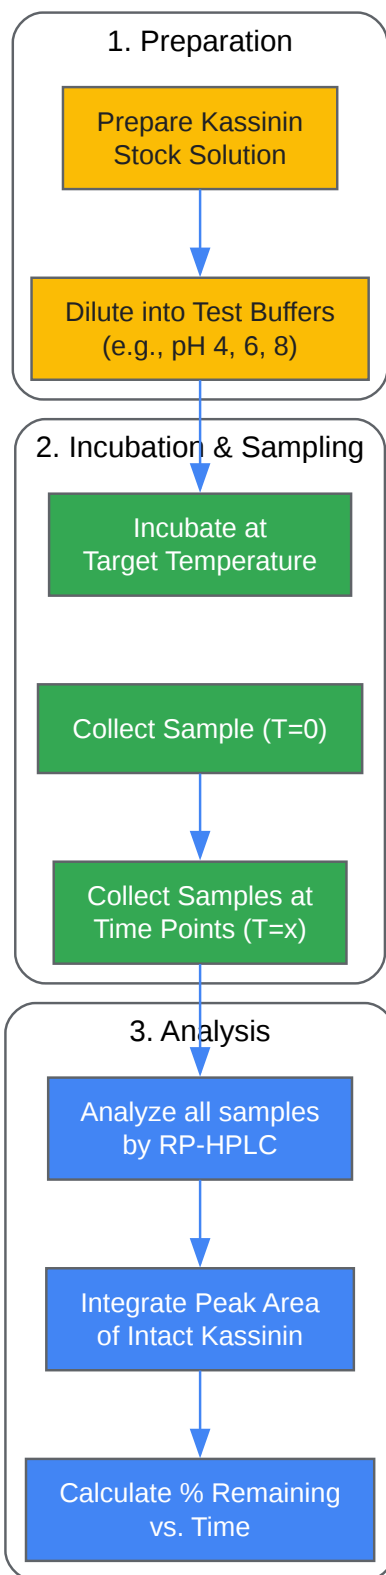 1. Preparation
Prepare Kassinin
Stock Solution
Dilute into Test Buffers
(e.g., pH 4, 6, 8)
2. Incubation & Sampling
Incubate at
Target Temperature
Collect Sample (T=0)
Collect Samples at
Time Points (T=x)
3. Analysis
Analyze all samples
by RP-HPLC
Integrate Peak Area
of Intact Kassinin
Calculate % Remaining
vs. Time